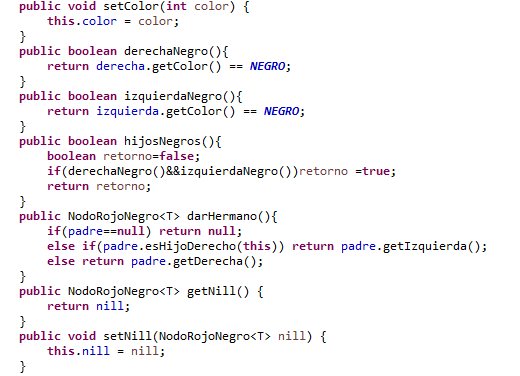 public void setColor(int color) {
    this.color = color;
}
public boolean derechaNegro(){
    return derecha.getColor() == NEGRO;
}
public boolean izquierdaNegro(){
    return izquierda.getColor() == NEGRO;
}
public boolean hijosNegros(){
    boolean retorno=false;
    if(derechaNegro()&&izquierdaNegro())retorno =true;
    return retorno;
}
public NodoRojoNegro<T> darHermano(){
    if(padre==null) return null;
    else if(padre.esHijoDerecho(this)) return padre.getIzquierda();
    else return padre.getDerecha();
}
public NodoRojoNegro<T> getNill() {
    return nill;
}
public void setNill(NodoRojoNegro<T> nill) {
    this.nill = nill;
}